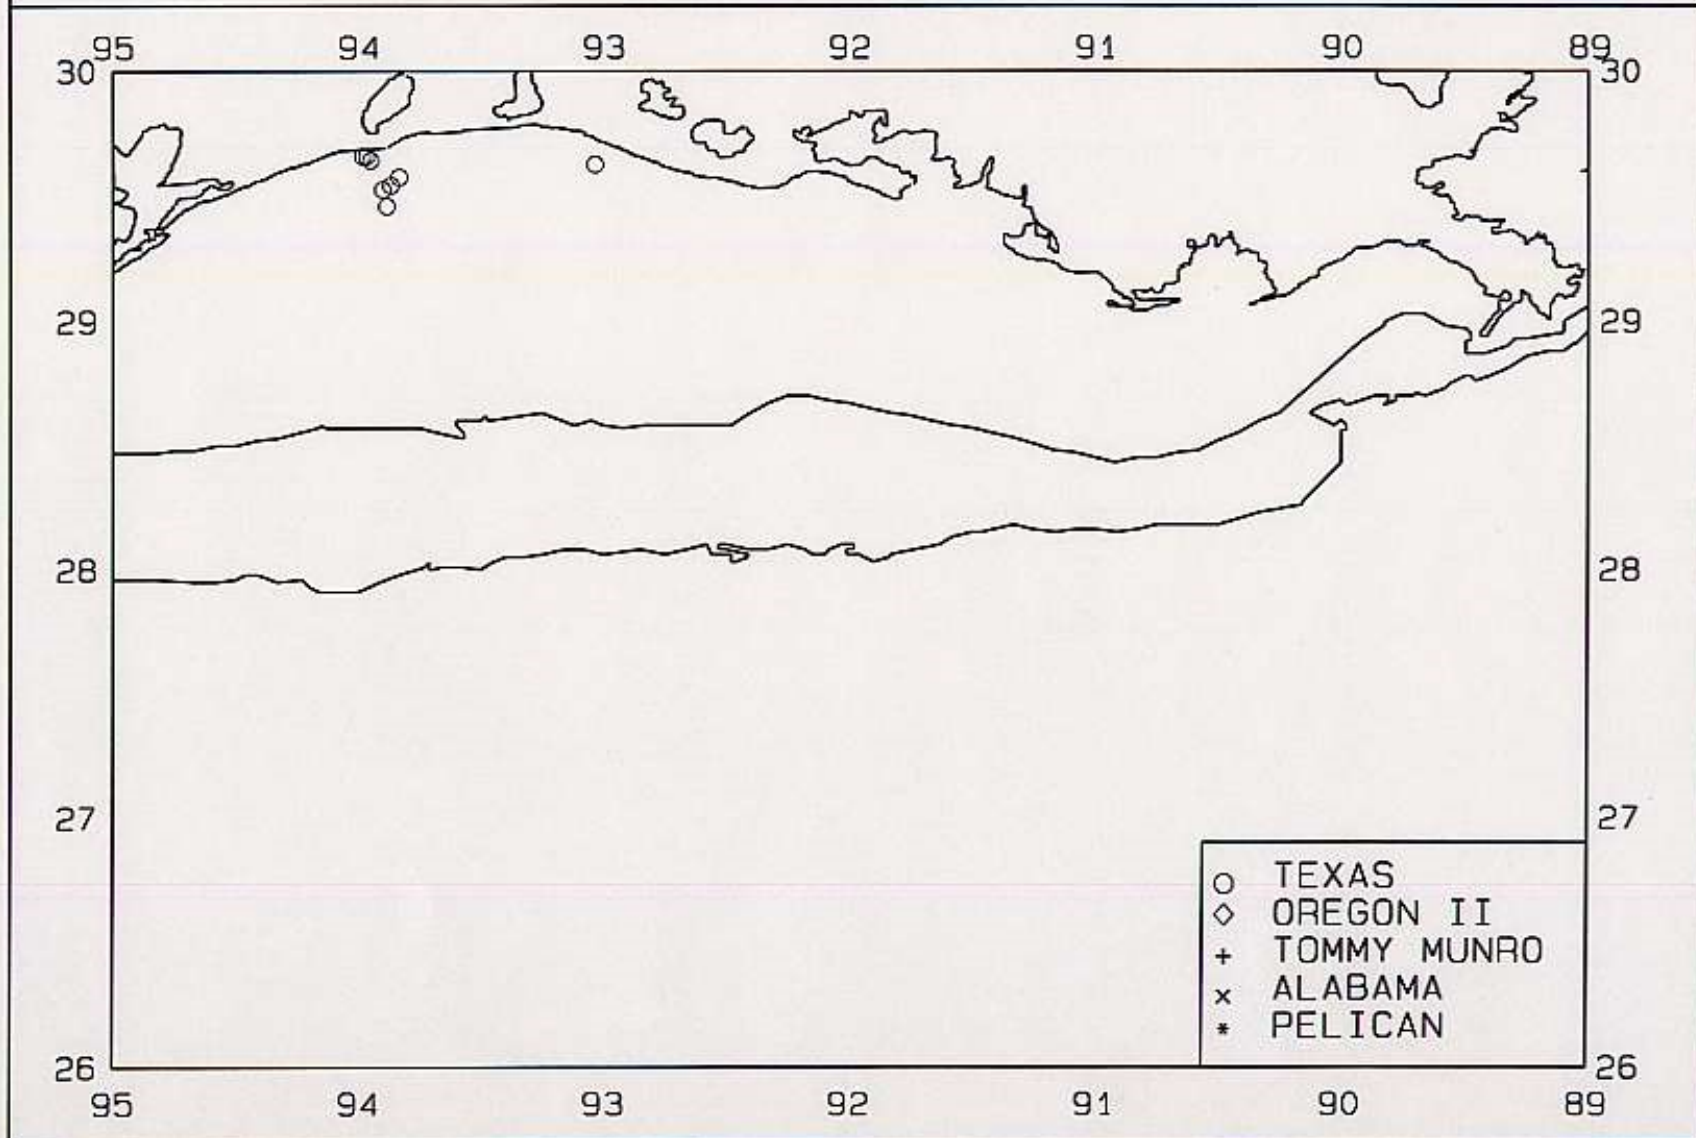 95 94 93 92 91 90 89
30 30
29 29
28 28
27 27
○ TEXAS
◇ OREGON II
+ TOMMY MUNRO
× ALABAMA
* PELICAN
26 26
95 94 93 92 91 90 89